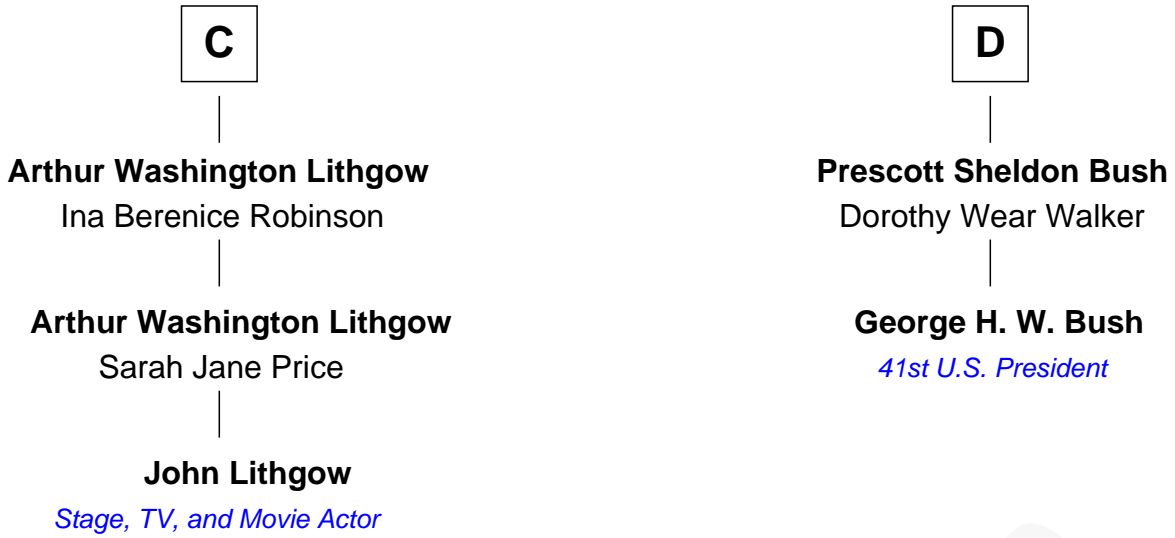 C
Arthur Washington Lithgow
Ina Berenice Robinson
Arthur Washington Lithgow
Sarah Jane Price
John Lithgow
Stage, TV, and Movie Actor
D
Prescott Sheldon Bush
Dorothy Wear Walker
George H. W. Bush
41st U.S. President